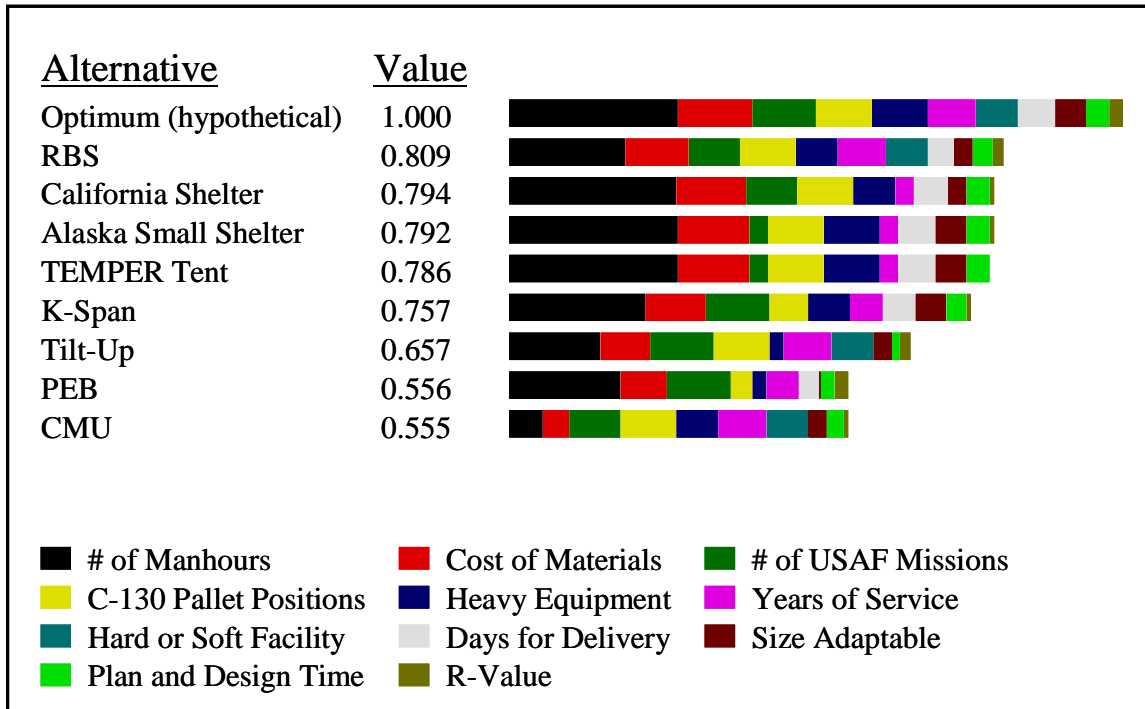 Alternative Value
Optimum (hypothetical) 1.000
RBS 0.809
California Shelter 0.794
Alaska Small Shelter 0.792
TEMPER Tent 0.786
K-Span 0.757
Tilt-Up 0.657
PEB 0.556
CMU 0.555
# of Manhours Cost of Materials # of USAF Missions
C-130 Pallet Positions Heavy Equipment Years of Service
Hard or Soft Facility Days for Delivery Size Adaptable
Plan and Design Time R-Value